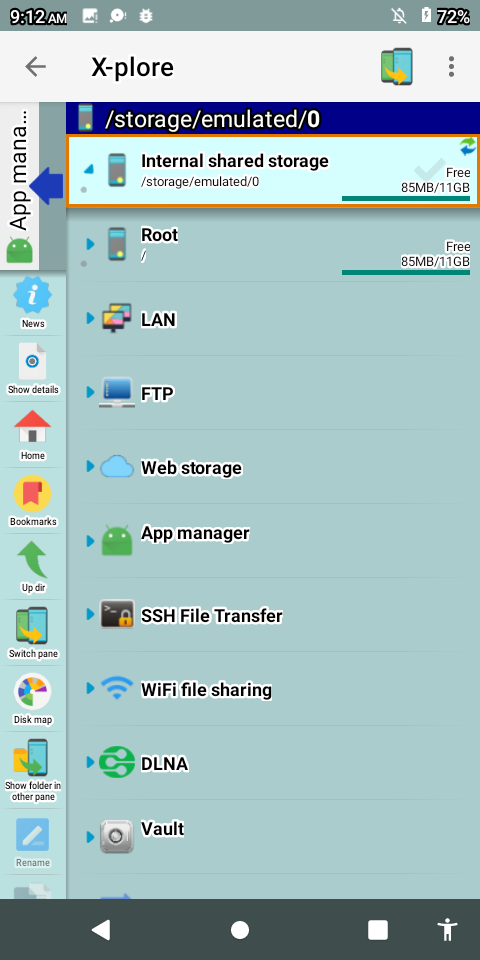 9:12 AM
72%
X-plore
App mana...
/storage/emulated/0
Internal shared storage
/storage/emulated/0
Free
85MB/11GB
Root
/
Free
85MB/11GB
LAN
FTP
Web storage
App manager
SSH File Transfer
WiFi file sharing
DLNA
Vault
News
Show details
Home
Bookmarks
Up dir
Switch pane
Disk map
Show folder in
other pane
Rename